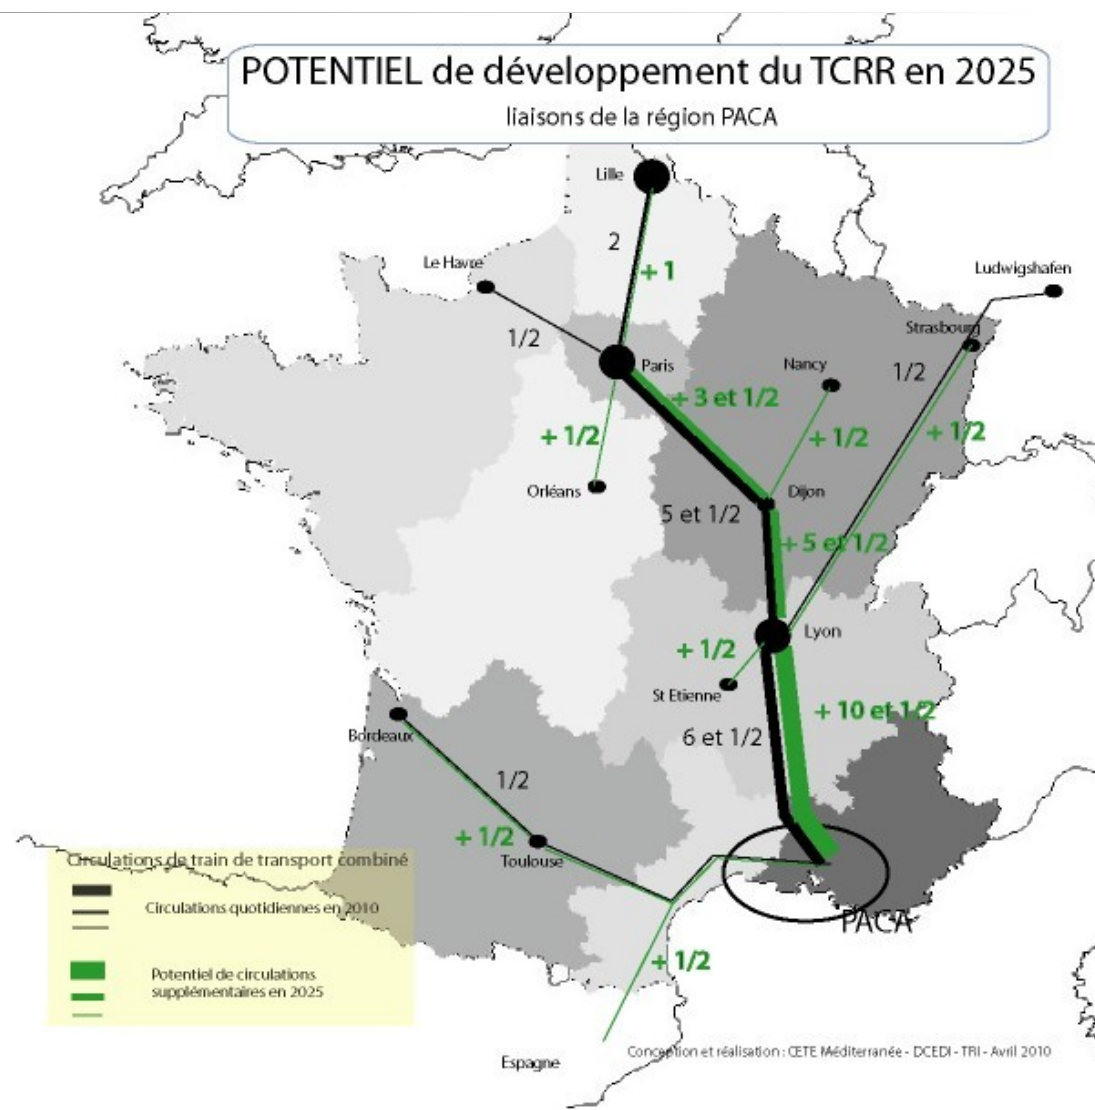 POTENTIEL de développement du TCRR en 2025
liaisons de la région PACA
Lille
2
+ 1
Le Havre
Ludwigshafen
1/2
Strasbourg
Paris
Nancy
1/2
+ 3 et 1/2
+ 1/2
+ 1/2
+ 1/2
Orléans
Dijon
5 et 1/2
+ 5 et 1/2
Lyon
+ 1/2
St Etienne
+ 10 et 1/2
6 et 1/2
Bordeaux
1/2
+ 1/2
Toulouse
Circulations de train de transport combiné
Circulations quotidiennes en 2010
PACA
+ 1/2
Potentiel de circulations
supplémentaires en 2025
Espagne
Conception et réalisation : CETE Méditerranée - DCEDI - TRI - Avril 2010